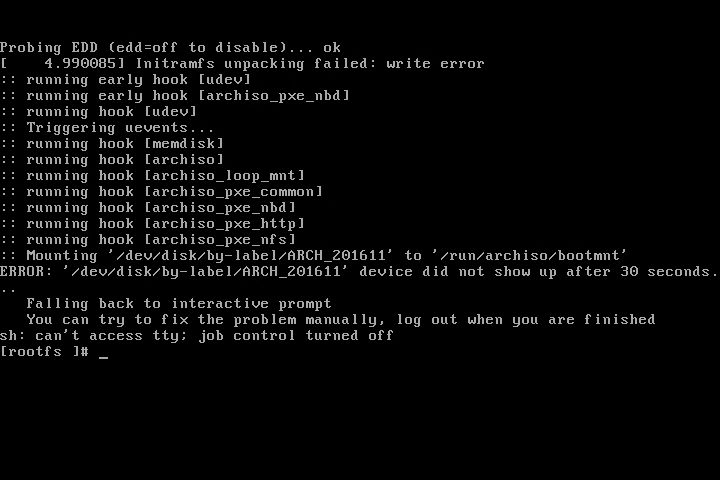 Probing EDD (edd=off to disable)... ok
[    4.990085] Initramfs unpacking failed: write error
:: running early hook [udev]
:: running early hook [archiso_pxe_nbd]
:: running hook [udev]
:: Triggering uevents...
:: running hook [memdisk]
:: running hook [archiso]
:: running hook [archiso_loop_mnt]
:: running hook [archiso_pxe_common]
:: running hook [archiso_pxe_nbd]
:: running hook [archiso_pxe_http]
:: running hook [archiso_pxe_nfs]
:: Mounting '/dev/disk/by-label/ARCH_201611' to '/run/archiso/bootmnt'
ERROR: '/dev/disk/by-label/ARCH_201611' device did not show up after 30 seconds.
..
   Falling back to interactive prompt
   You can try to fix the problem manually, log out when you are finished
sh: can't access tty; job control turned off
[rootfs ]# _